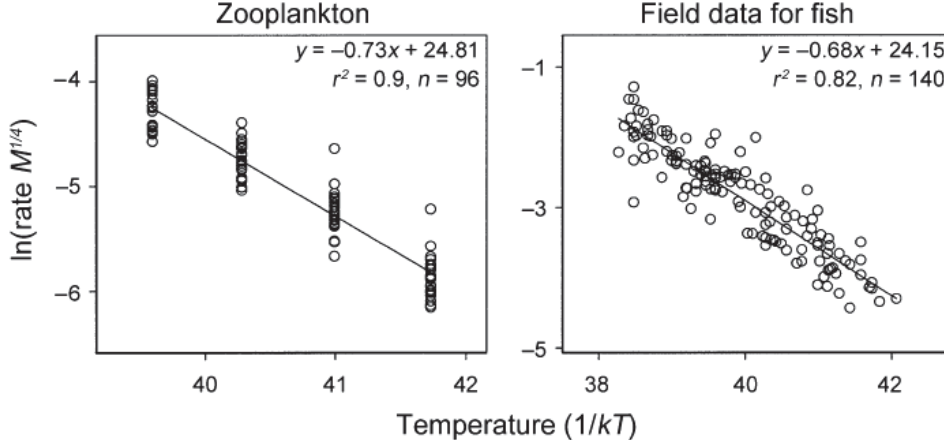 Zooplankton
y = –0.73x + 24.81
r² = 0.9, n = 96
–4
–5
–6
40
41
42
Field data for fish
y = –0.68x + 24.15
r² = 0.82, n = 140
–1
–3
–5
38
40
42
ln(rate M^1/4)
Temperature (1/kT)